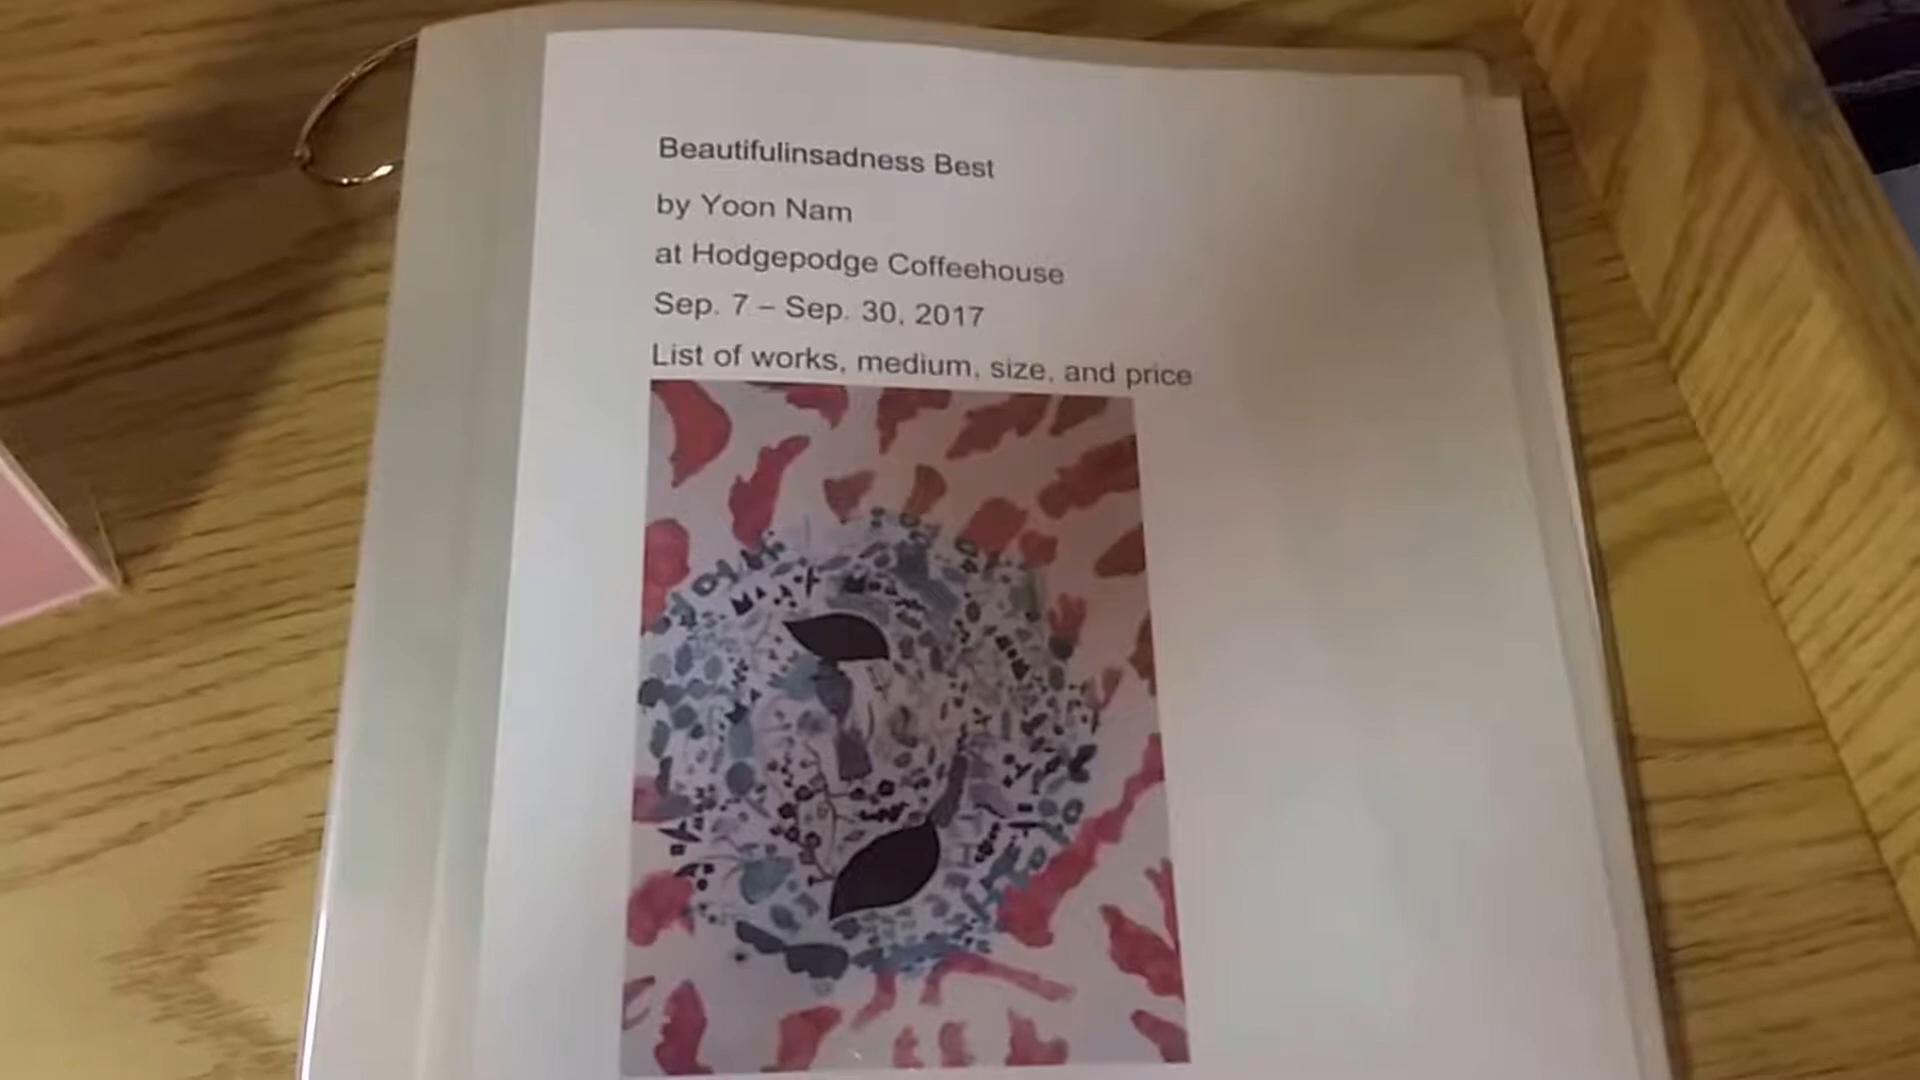 Beautifulinsadness Best
by Yoon Nam
at Hodgepodge Coffeehouse
Sep. 7 – Sep. 30, 2017
List of works, medium, size, and price